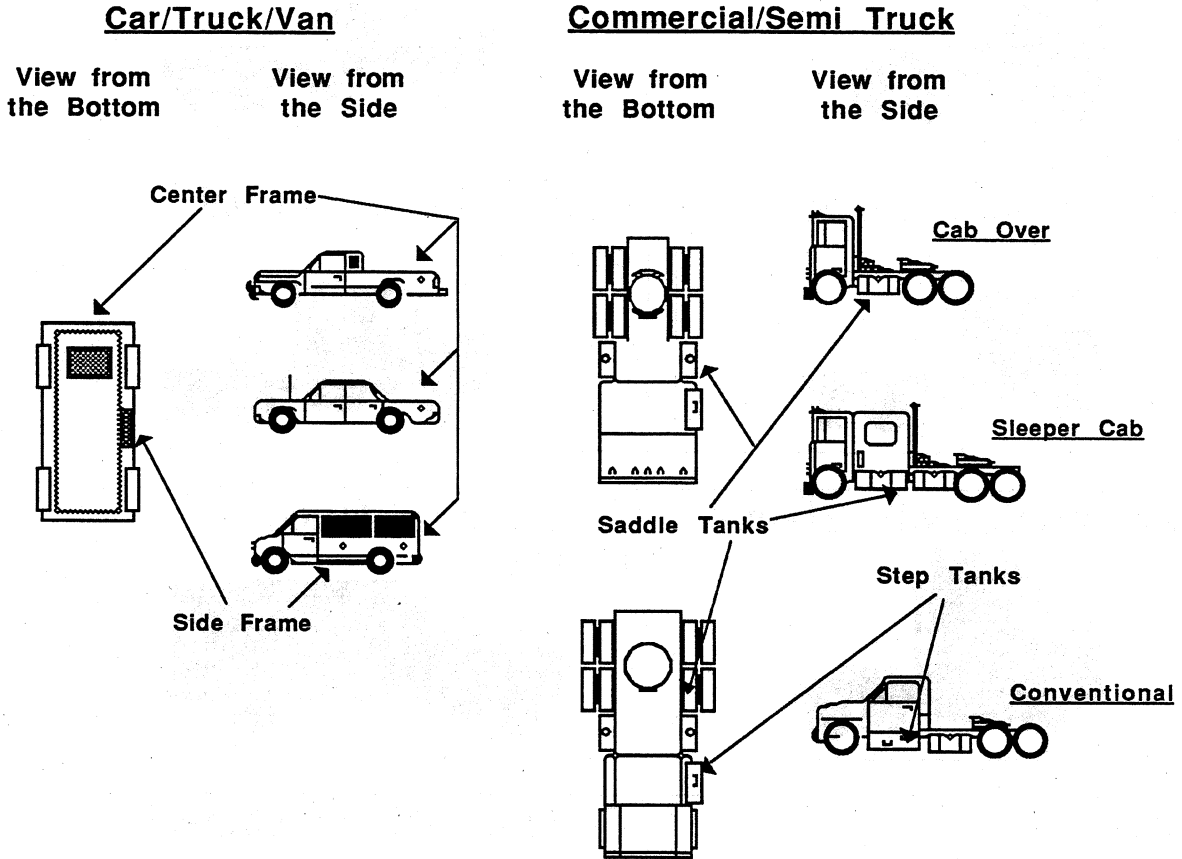 Car/Truck/Van
Commercial/Semi Truck
View from
the Bottom
View from
the Side
View from
the Bottom
View from
the Side
Center Frame
Cab Over
Sleeper Cab
Saddle Tanks
Step Tanks
Side Frame
Conventional